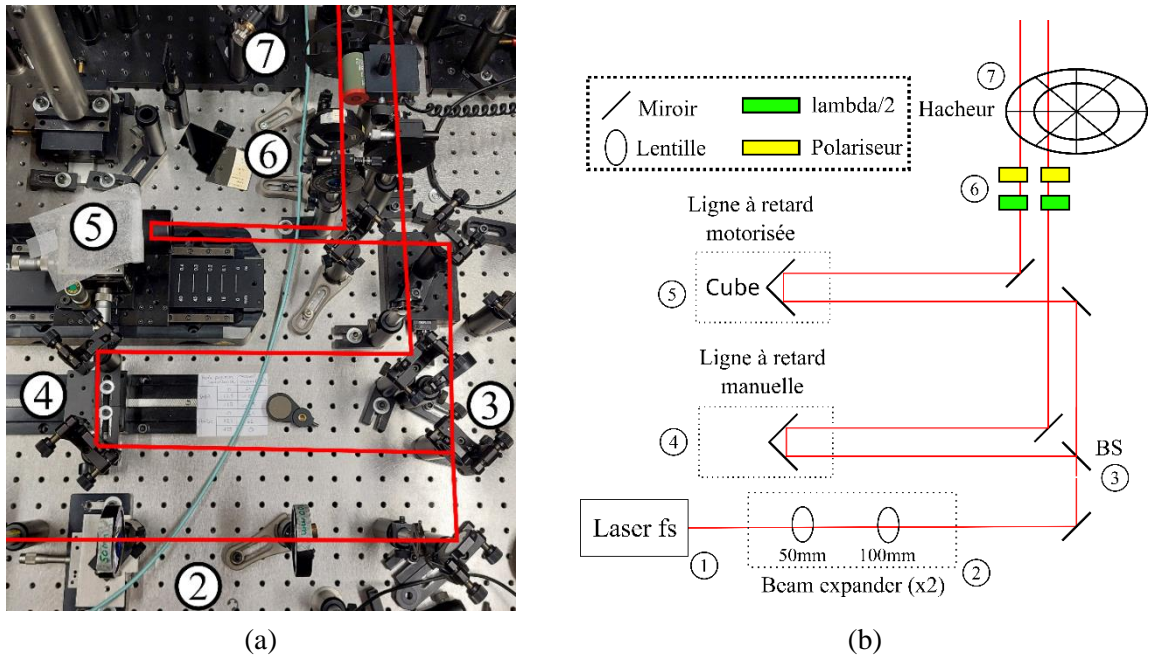 7
6
5
4
3
2
50mm
(a)
7
Hacheur
Miroir
lambda/2
Lentille
Polariseur
6
Ligne à retard
motorisée
5
Cube
Ligne à retard
manuelle
4
BS
3
Laser fs
1
50mm
100mm
2
Beam expander (x2)
(b)